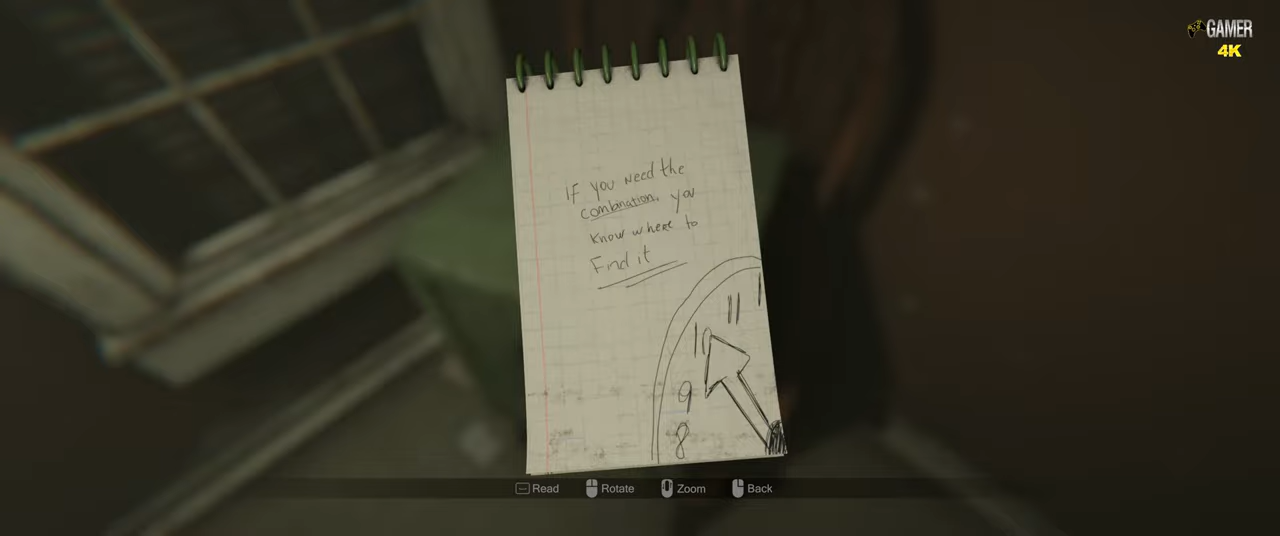 GAMER
4K
If you need the
combination, you
know where to
Find it
11
10
9
8
Read Rotate Zoom Back